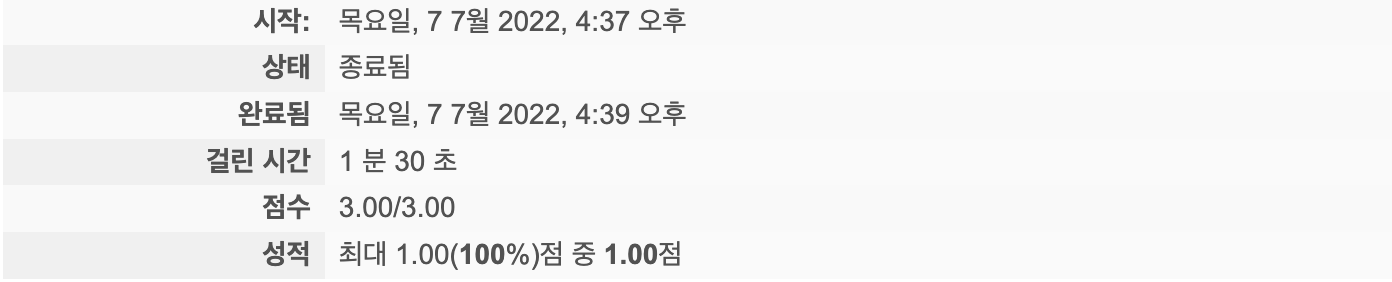 시작: 목요일, 7 7월 2022, 4:37 오후
상태 종료됨
완료됨 목요일, 7 7월 2022, 4:39 오후
걸린 시간 1 분 30 초
점수 3.00/3.00
성적 최대 1.00(100%)점 중 1.00점